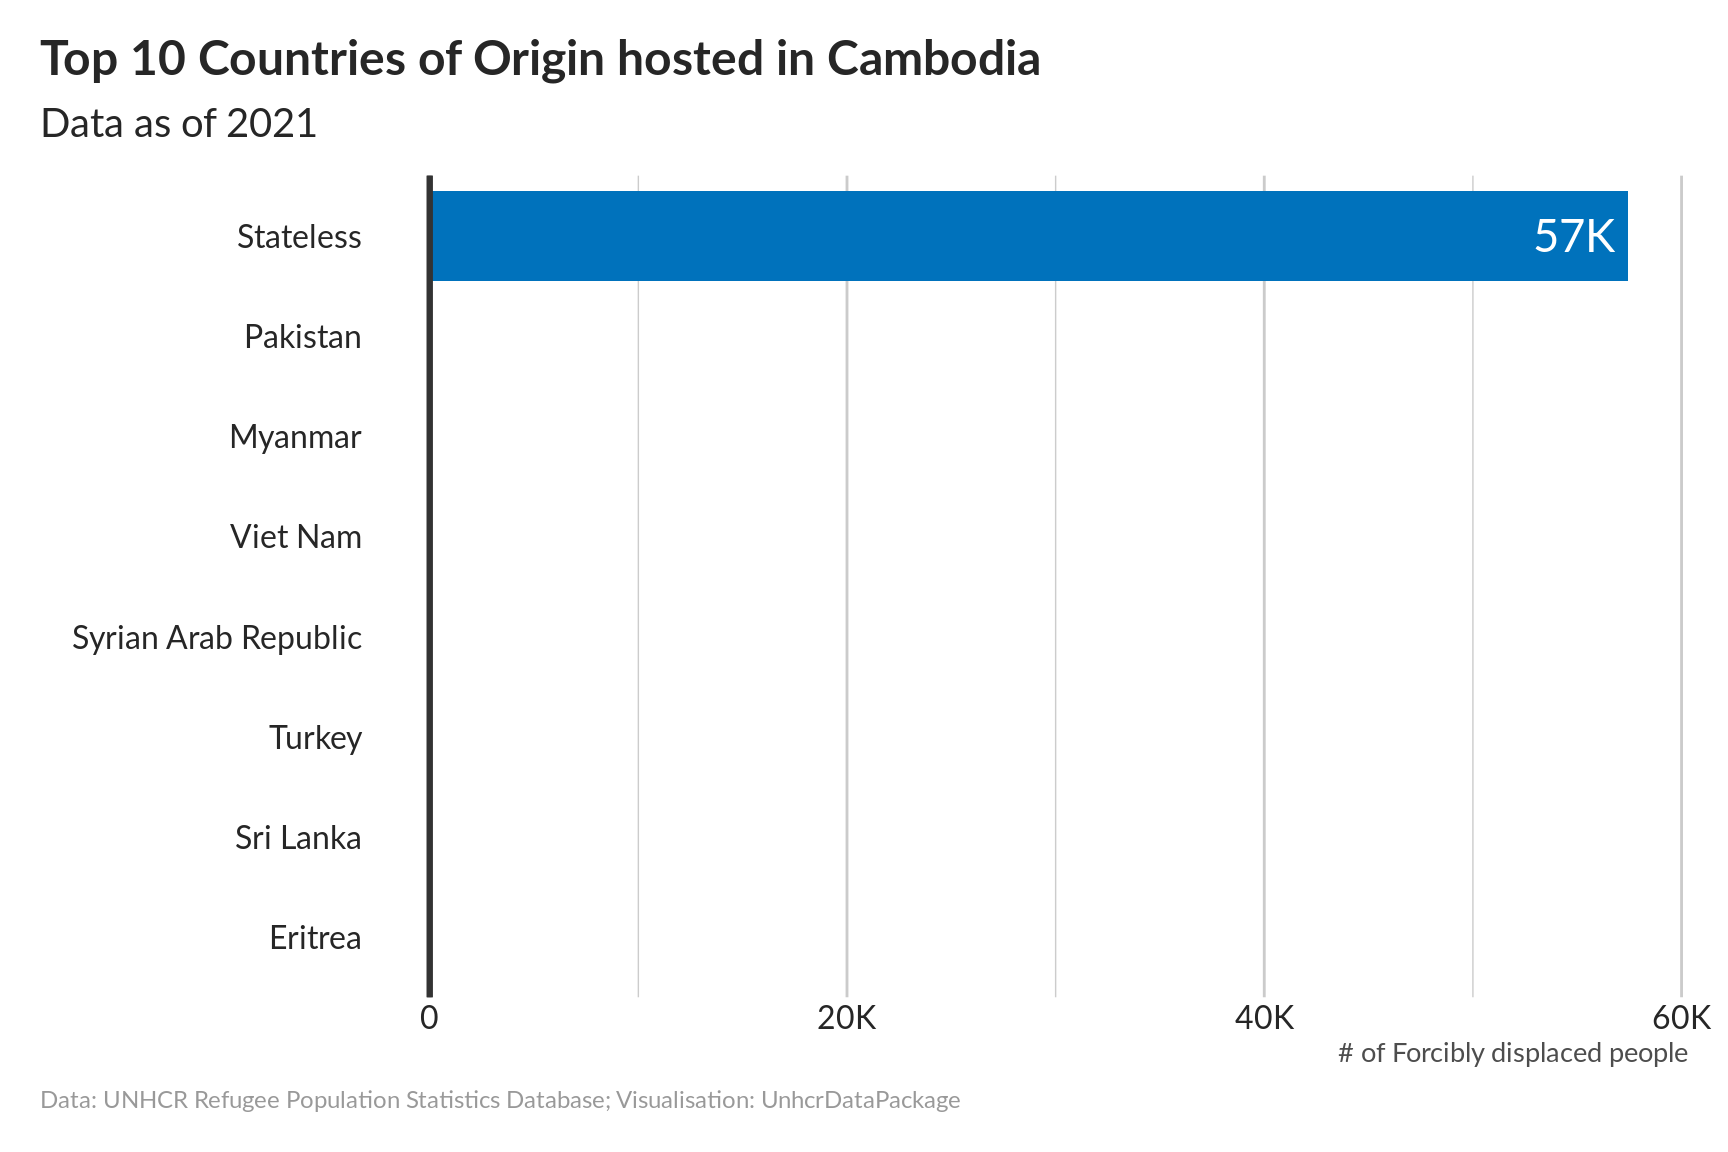 Top 10 Countries of Origin hosted in Cambodia
Data as of 2021
Stateless
57K
Pakistan
Myanmar
Viet Nam
Syrian Arab Republic
Turkey
Sri Lanka
Eritrea
0 20K 40K 60K
# of Forcibly displaced people
Data: UNHCR Refugee Population Statistics Database; Visualisation: UnhcrDataPackage